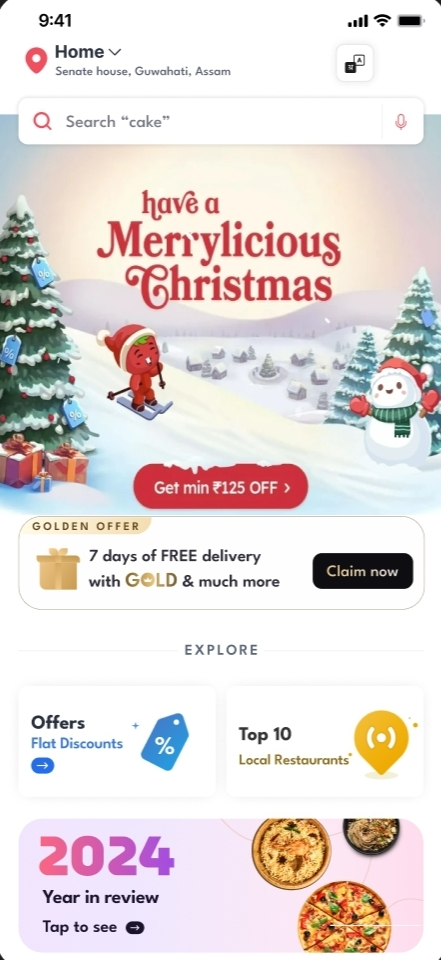 9:41
Home
Senate house, Guwahati, Assam
A
Search “cake”
have a
Merrylicious
Christmas
%
%
%
Get min ₹125 OFF ›
GOLDEN OFFER
7 days of FREE delivery
with GOLD & much more
Claim now
EXPLORE
Offers
Flat Discounts
%
Top 10
Local Restaurants
2024
Year in review
Tap to see